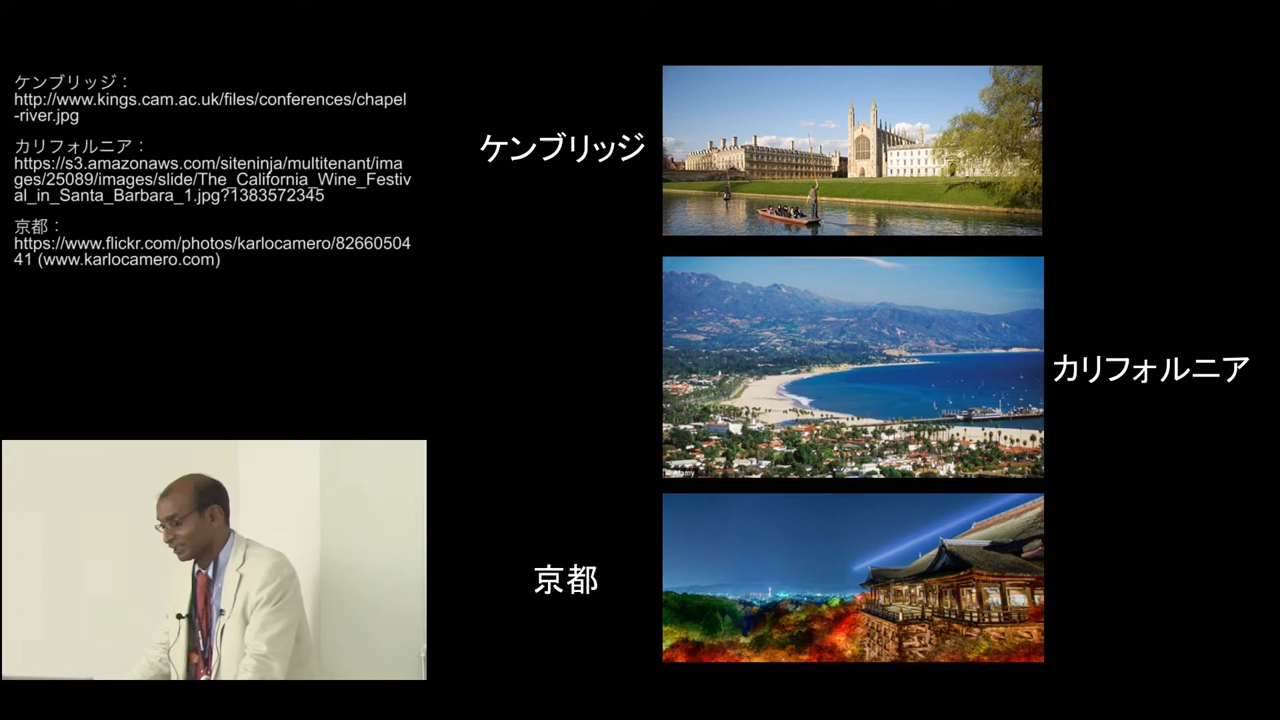 ケンブリッジ：
http://www.kings.cam.ac.uk/files/conferences/chapel
-river.jpg
カリフォルニア：
https://s3.amazonaws.com/siteninja/multitenant/ima
ges/25089/images/slide/The_California_Wine_Festiv
al_in_Santa_Barbara_1.jpg?1383572345
京都：
https://www.flickr.com/photos/karlocamero/82660504
41 (www.karlocamero.com)
ケンブリッジ
カリフォルニア
© Alamy
京都